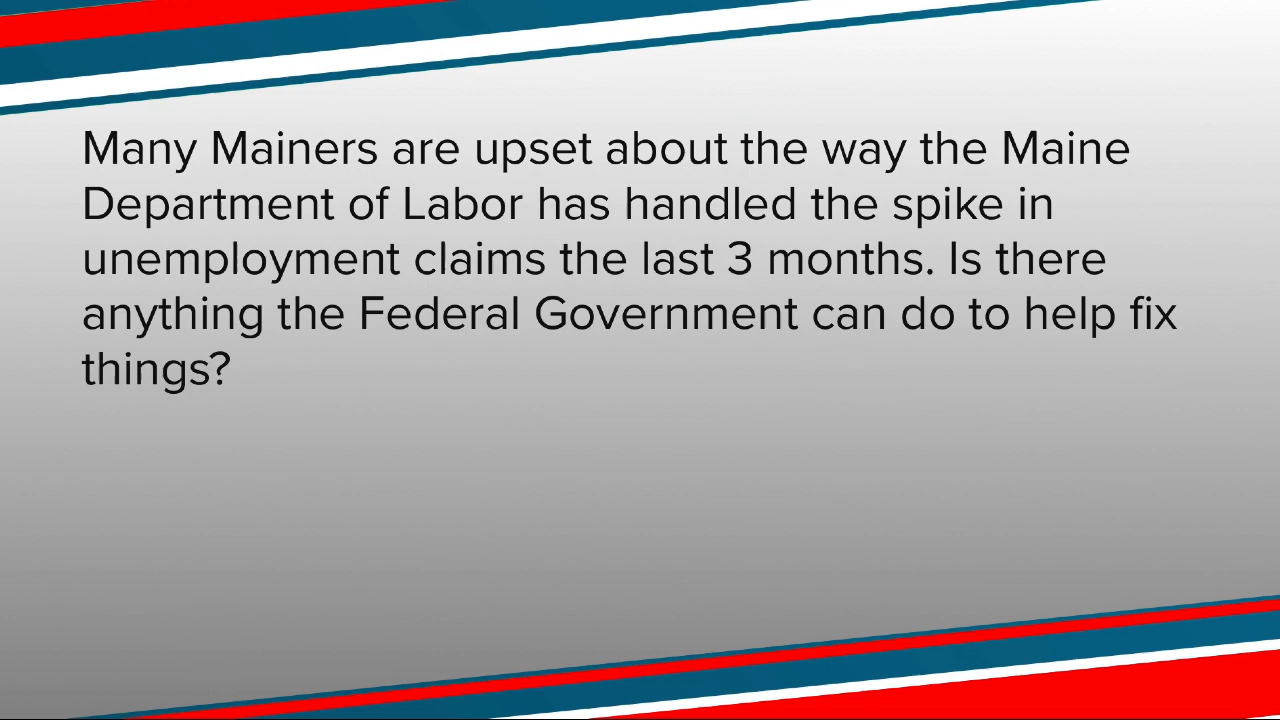 Many Mainers are upset about the way the Maine
Department of Labor has handled the spike in
unemployment claims the last 3 months. Is there
anything the Federal Government can do to help fix
things?